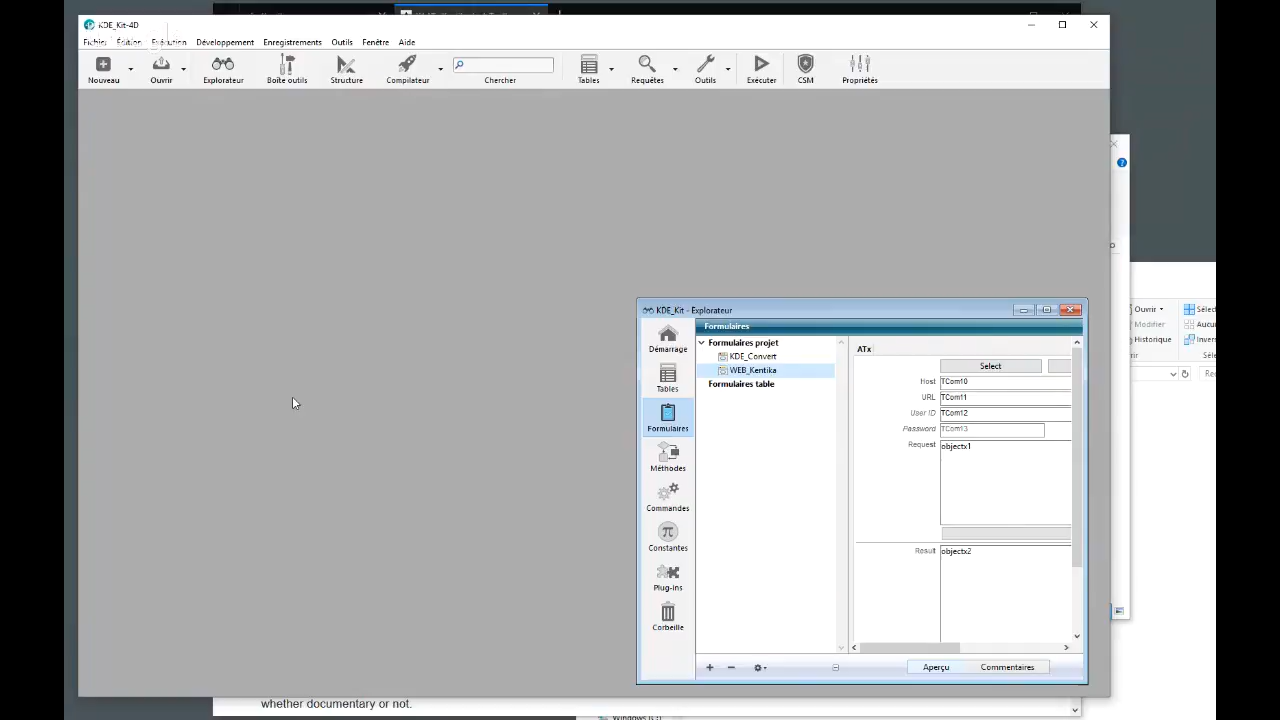 KDE_Kit-4D
Fichier Édition Exécution Développement Enregistrements Outils Fenêtre Aide
Nouveau Ouvrir Explorateur Boîte outils Structure Compilateur Chercher Tables Requêtes Outils Exécuter CSM Propriétés
KDE_Kit - Explorateur
Formulaires
Démarrage
Tables
Formulaires
Méthodes
Commandes
Constantes
Plug-ins
Corbeille
Formulaires projet
KDE_Convert
WEB_Kentika
Formulaires table
ATx
Select
Host TCom10
URL TCom11
User ID TCom12
Password TCom13
Request objectx1
Result objectx2
Aperçu Commentaires
Ouvrir
Modifier
Historique
whether documentary or not.
Windows (C:)